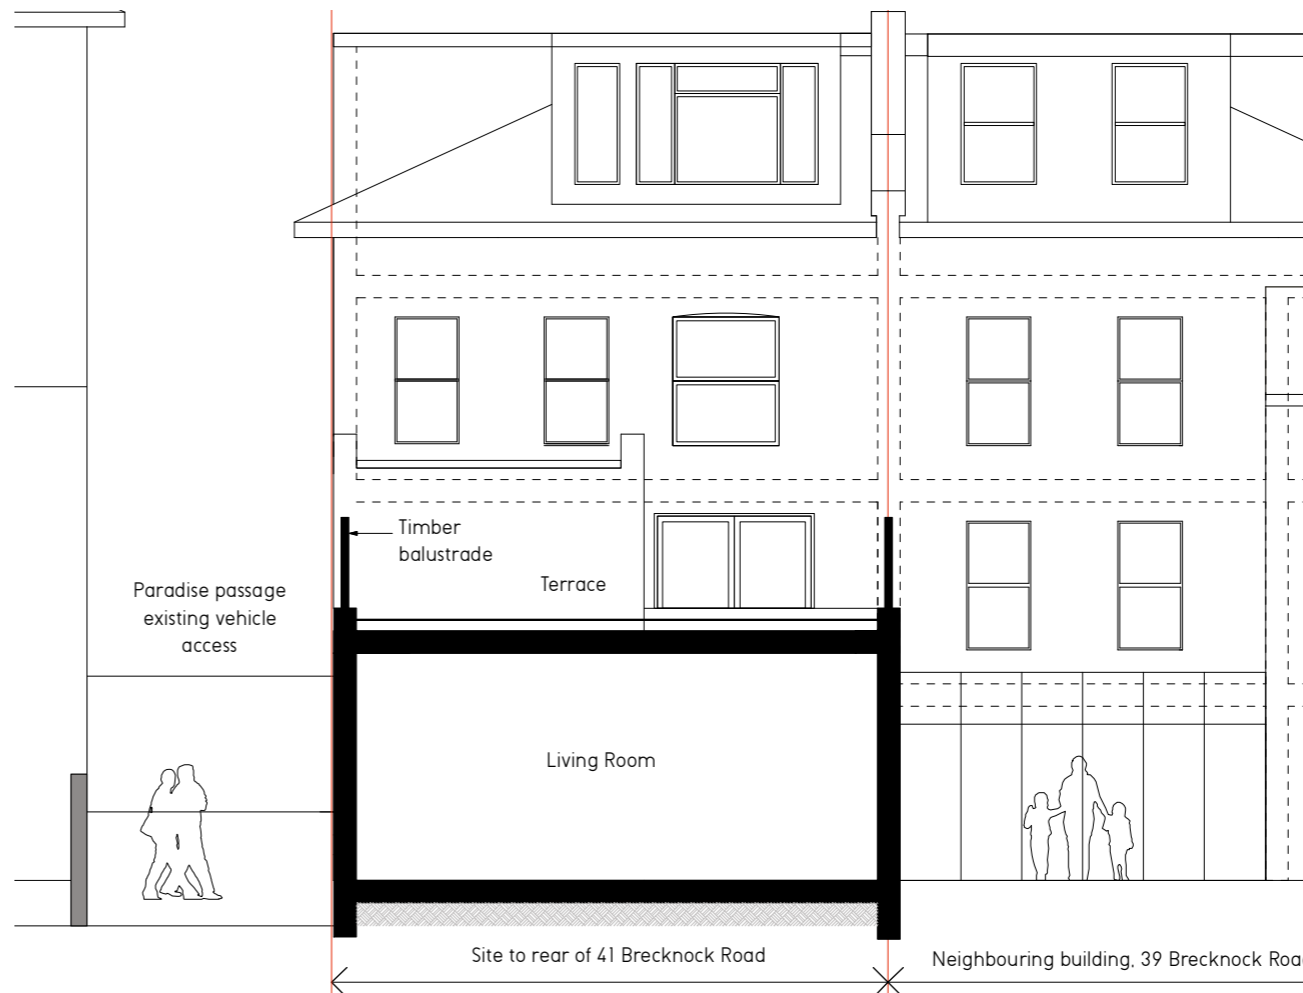 Timber
balustrade
Terrace
Paradise passage
existing vehicle
access
Living Room
Site to rear of 41 Brecknock Road
Neighbouring building, 39 Brecknock